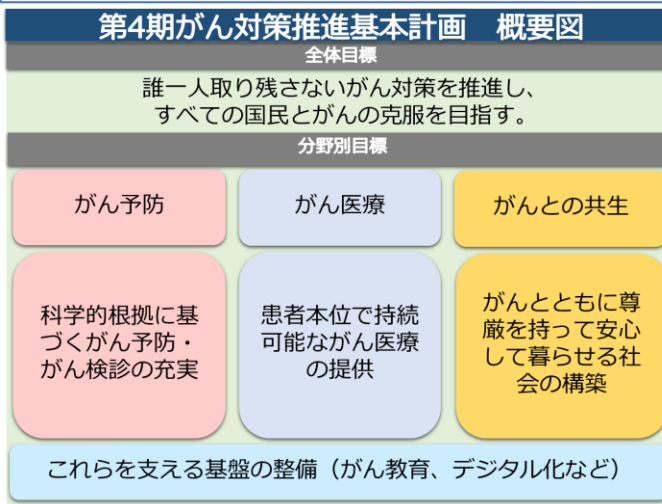 第4期がん対策推進基本計画　概要図
全体目標
誰一人取り残さないがん対策を推進し、
すべての国民とがんの克服を目指す。
分野別目標
がん予防
がん医療
がんとの共生
科学的根拠に基
づくがん予防・
がん検診の充実
患者本位で持続
可能ながん医療
の提供
がんとともに尊
厳を持って安心
して暮らせる社
会の構築
これらを支える基盤の整備（がん教育、デジタル化など）